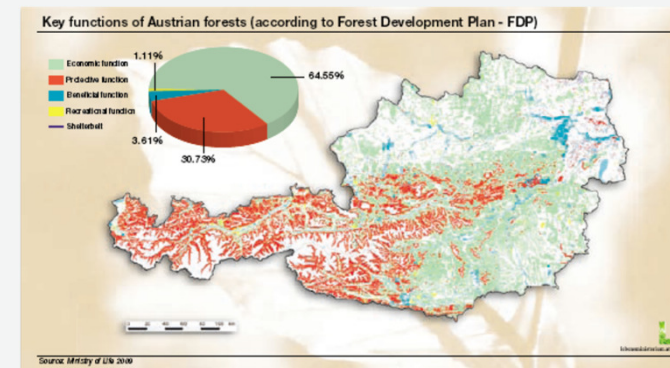 Key functions of Austrian forests (according to Forest Development Plan - FDP)
Economic function
Protective function
Beneficial function
Recreational function
Shelterbelt
1.11%
64.55%
3.61%
30.73%
Source: Ministry of Life 2009